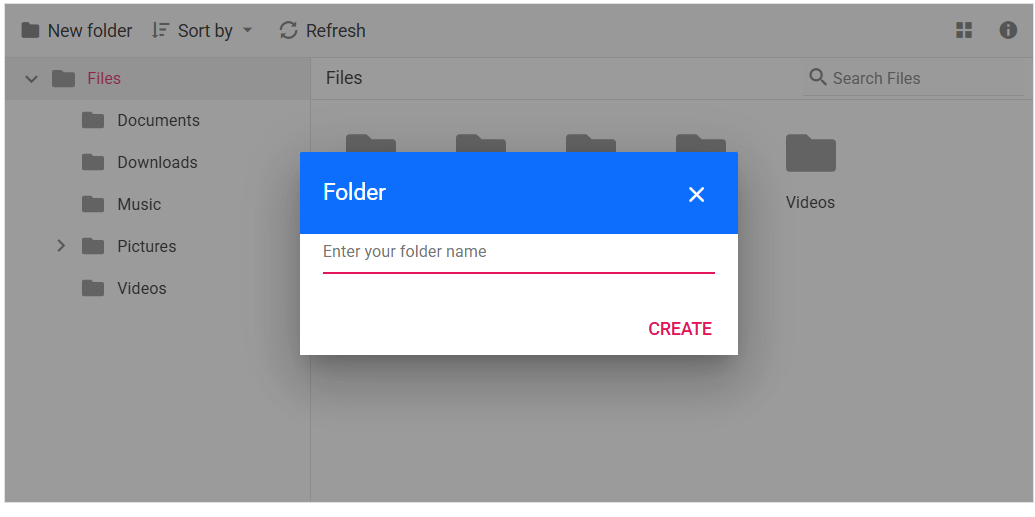 New folder Sort by Refresh
Files
Files
Search Files
Documents
Downloads
Music
Pictures
Videos
Videos
Folder
Enter your folder name
CREATE